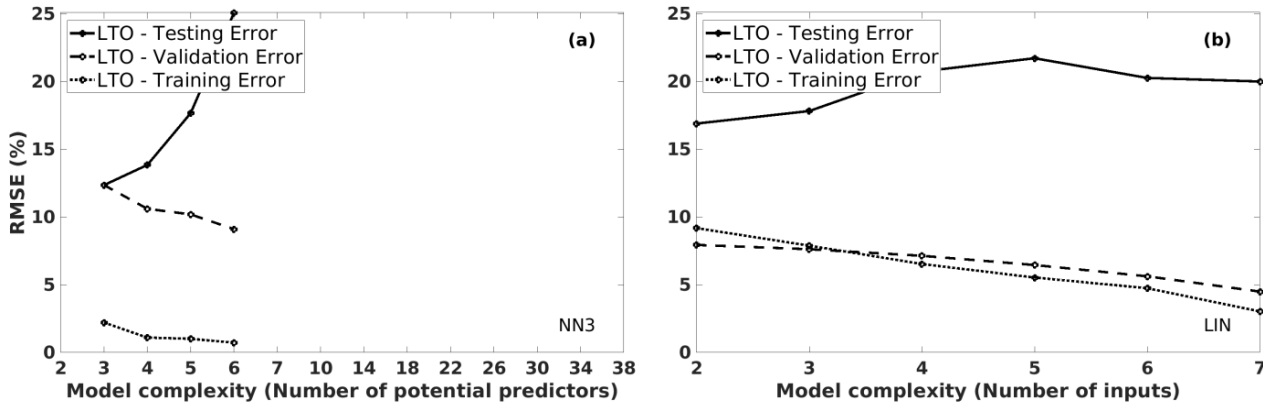 25
20
15
10
5
0
RMSE (%)
LTO - Testing Error
LTO - Validation Error
LTO - Training Error
(a)
NN3
2 3 4 5 6 7 10 14 18 22 26 30 34 38
Model complexity (Number of potential predictors)
25
20
15
10
5
0
LTO - Testing Error
LTO - Validation Error
LTO - Training Error
(b)
LIN
2 3 4 5 6 7
Model complexity (Number of inputs)